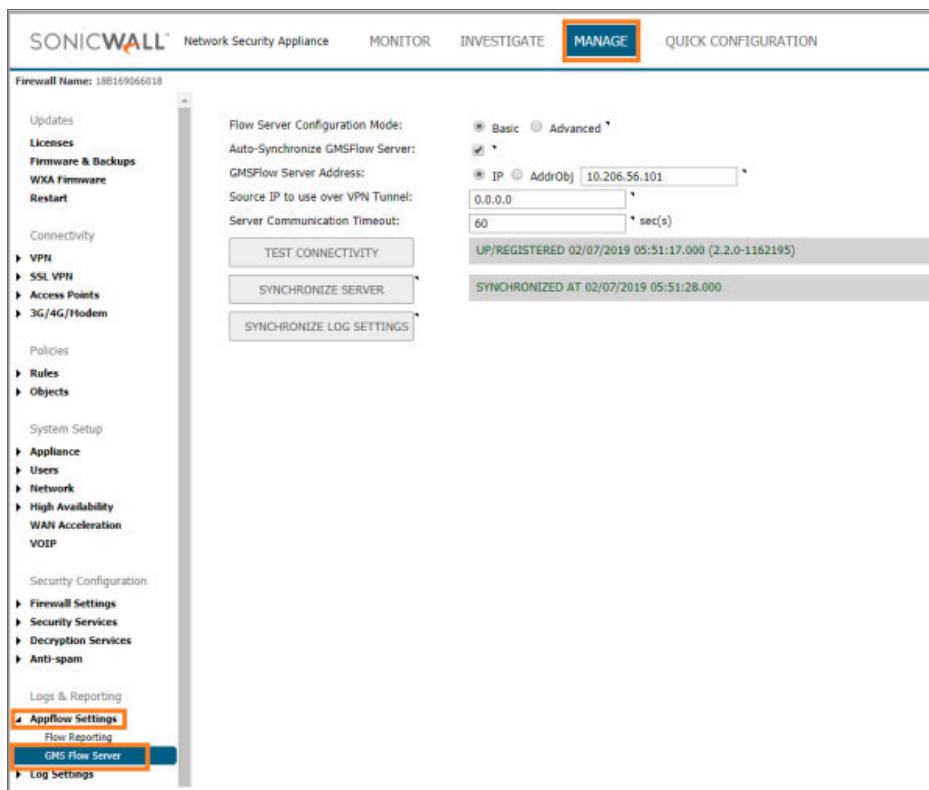 SONICWALL Network Security Appliance MONITOR INVESTIGATE MANAGE QUICK CONFIGURATION
Firewall Name: 18B169066018
Updates
Licenses
Firmware & Backups
WXA Firmware
Restart
Connectivity
VPN
SSL VPN
Access Points
3G/4G/Modem
Policies
Rules
Objects
System Setup
Appliance
Users
Network
High Availability
WAN Acceleration
VOIP
Security Configuration
Firewall Settings
Security Services
Decryption Services
Anti-spam
Logs & Reporting
Appflow Settings
Flow Reporting
GMS Flow Server
Log Settings
Flow Server Configuration Mode: Basic Advanced
Auto-Synchronize GMSFlow Server:
GMSFlow Server Address: IP AddrObj 10.206.56.101
Source IP to use over VPN Tunnel: 0.0.0.0
Server Communication Timeout: 60 sec(s)
TEST CONNECTIVITY UP/REGISTERED 02/07/2019 05:51:17.000 (2.2.0-1162195)
SYNCHRONIZE SERVER SYNCHRONIZED AT 02/07/2019 05:51:28.000
SYNCHRONIZE LOG SETTINGS